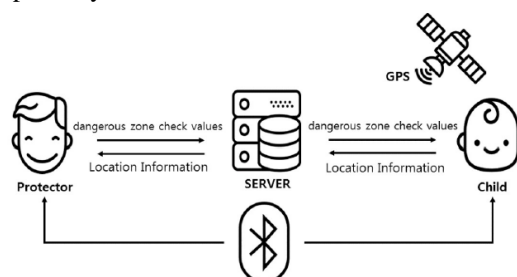 GPS
dangerous zone check values
dangerous zone check values
Location Information
Location Information
Protector
SERVER
Child